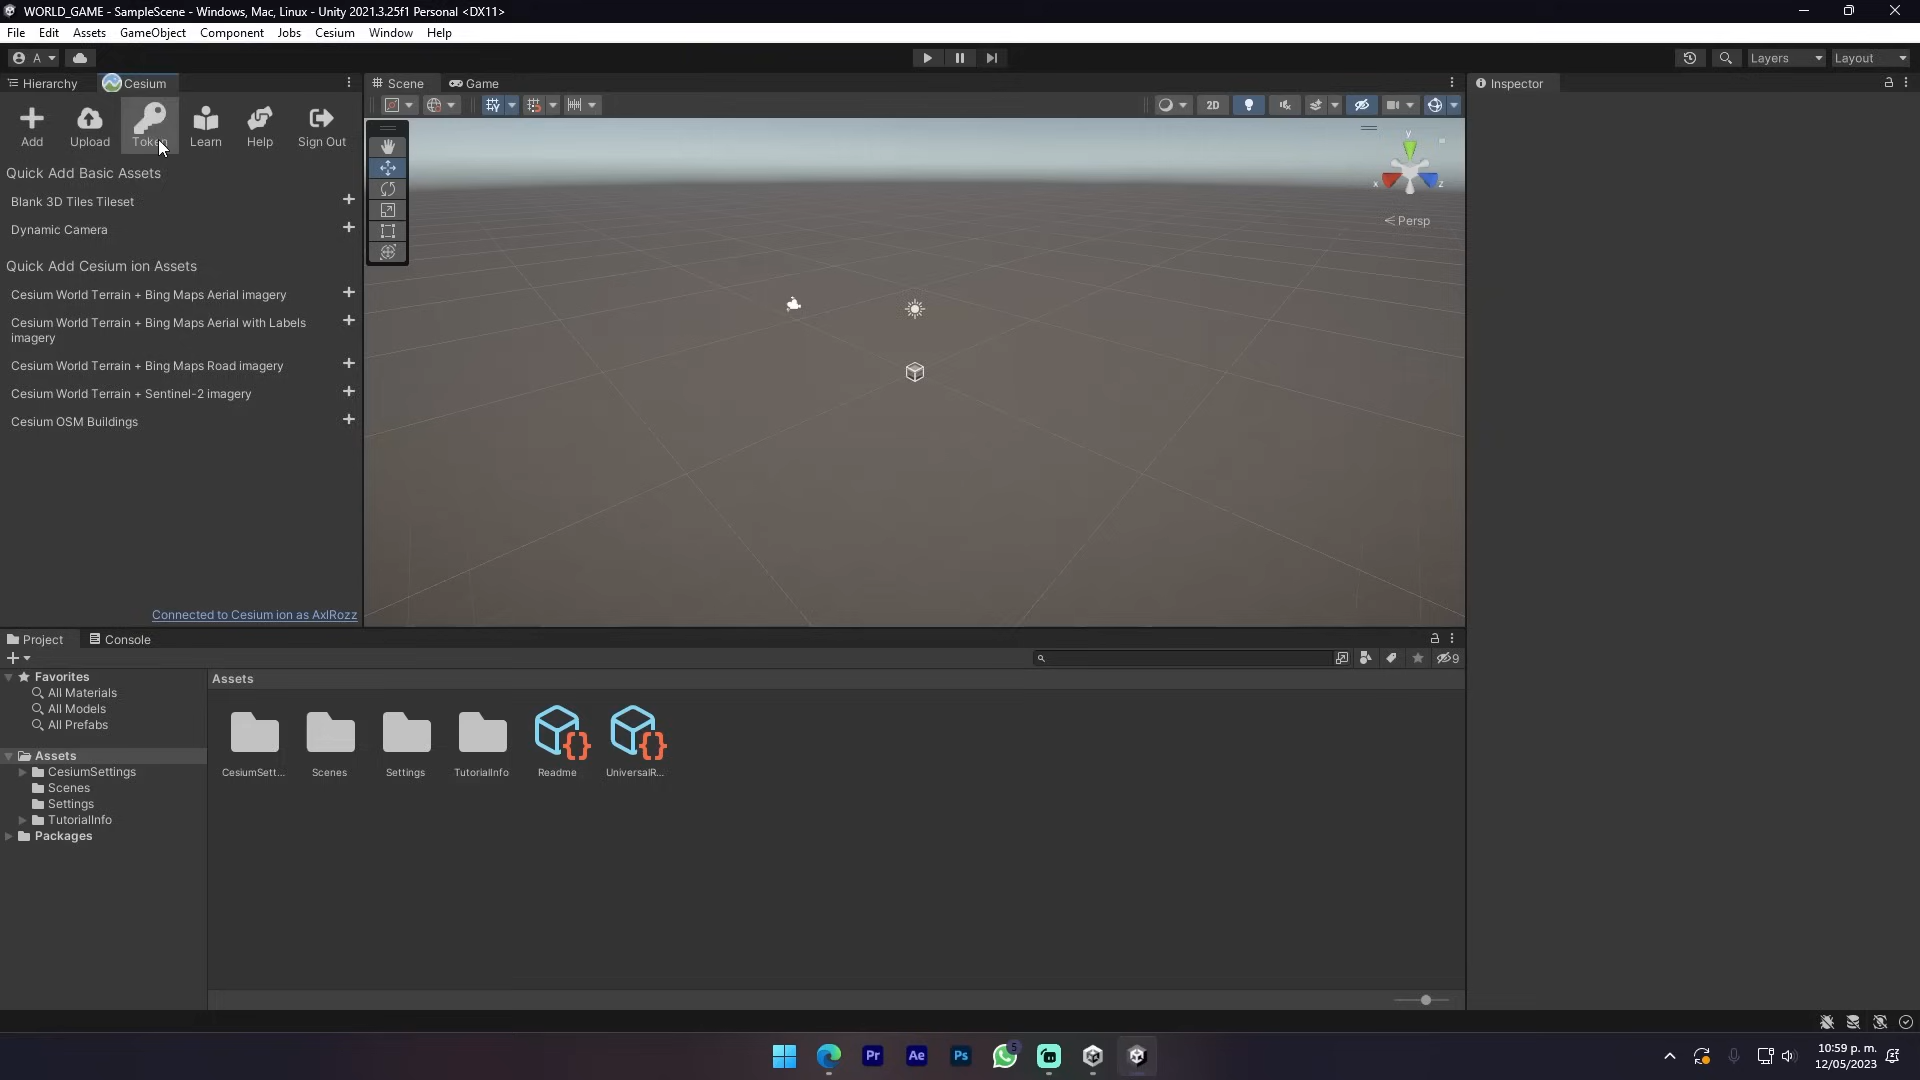 WORLD_GAME - SampleScene - Windows, Mac, Linux - Unity 2021.3.25f1 Personal <DX11>
File Edit Assets GameObject Component Jobs Cesium Window Help
A
Layers
Layout
Hierarchy
Cesium
Scene
Game
Inspector
2D
Add
Upload
Token
Learn
Help
Sign Out
y
x
z
Persp
Quick Add Basic Assets
Blank 3D Tiles Tileset
Dynamic Camera
Quick Add Cesium ion Assets
Cesium World Terrain + Bing Maps Aerial imagery
Cesium World Terrain + Bing Maps Aerial with Labels
imagery
Cesium World Terrain + Bing Maps Road imagery
Cesium World Terrain + Sentinel-2 imagery
Cesium OSM Buildings
Connected to Cesium ion as AxlRozz
Project
Console
9
Favorites
All Materials
All Models
All Prefabs
Assets
CesiumSettings
Scenes
Settings
TutorialInfo
Packages
Assets
CesiumSett...
Scenes
Settings
TutorialInfo
Readme
UniversalR...
Pr
Ae
Ps
5
10:59 p. m.
12/05/2023